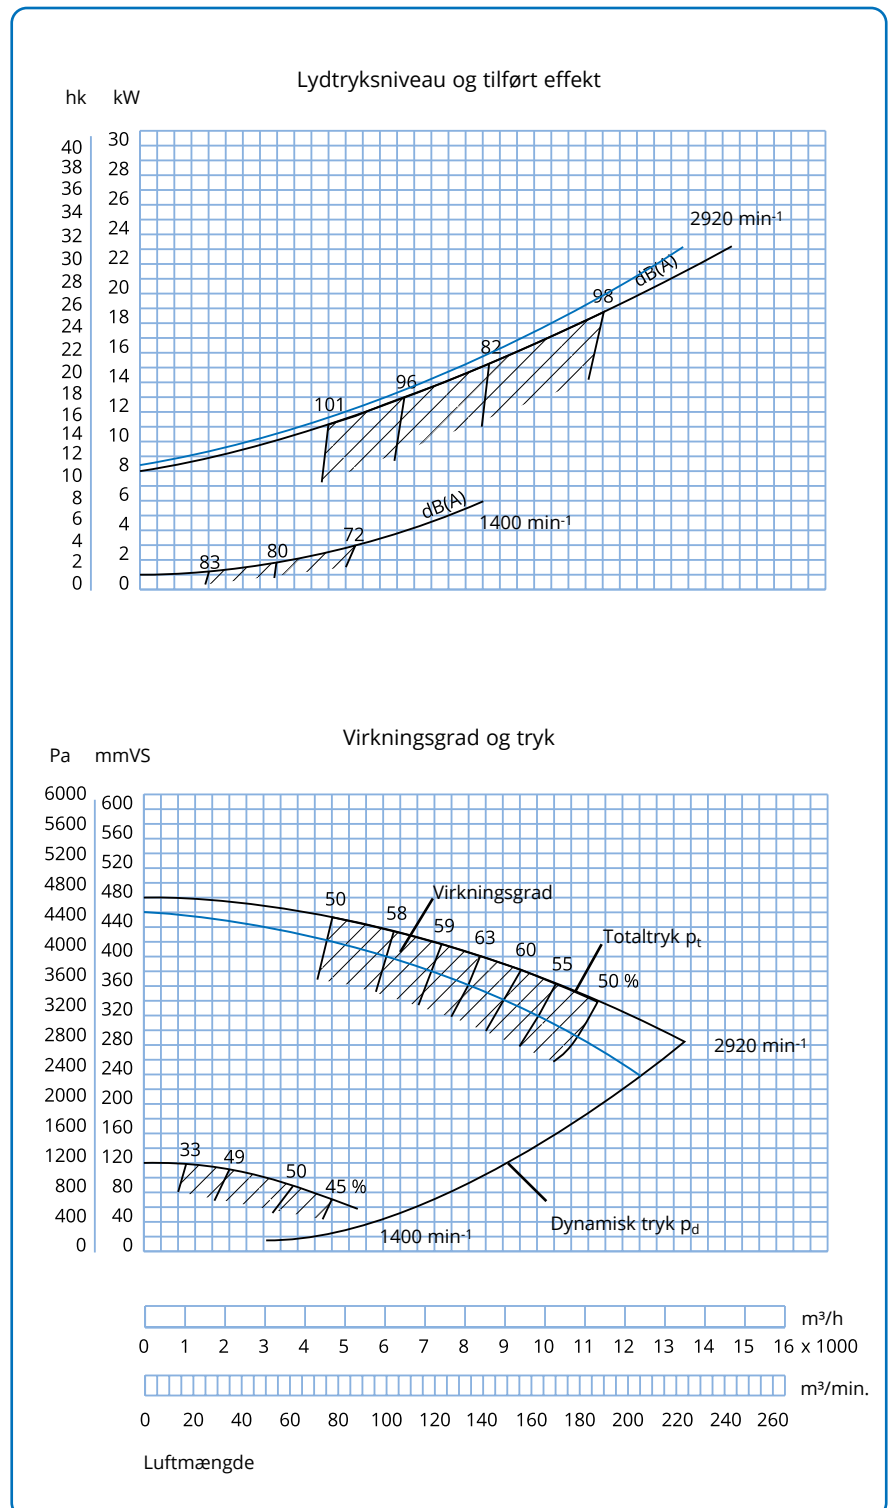 Lydtryksniveau og tilført effekt
hk kW
40 38 36 34 32 30 28 26 24 22 20 18 16 14 12 10 8 6 4 2 0
30 28 26 24 22 20 18 16 14 12 10 8 6 4 2 0
2920 min-1
dB(A)
98
82
96
101
dB(A)
1400 min-1
72
80
83
Virkningsgrad og tryk
Pa mmVS
6000 5600 5200 4800 4400 4000 3600 3200 2800 2400 2000 1600 1200 800 400 0
600 560 520 480 440 400 360 320 280 240 200 160 120 80 40 0
50 58 59 63 60 55 50 %
Virkningsgrad
Totaltryk pt
2920 min-1
33 49 50 45 %
1400 min-1
Dynamisk tryk pd
m³/h
0 1 2 3 4 5 6 7 8 9 10 11 12 13 14 15 16 x 1000
m³/min.
0 20 40 60 80 100 120 140 160 180 200 220 240 260
Luftmængde